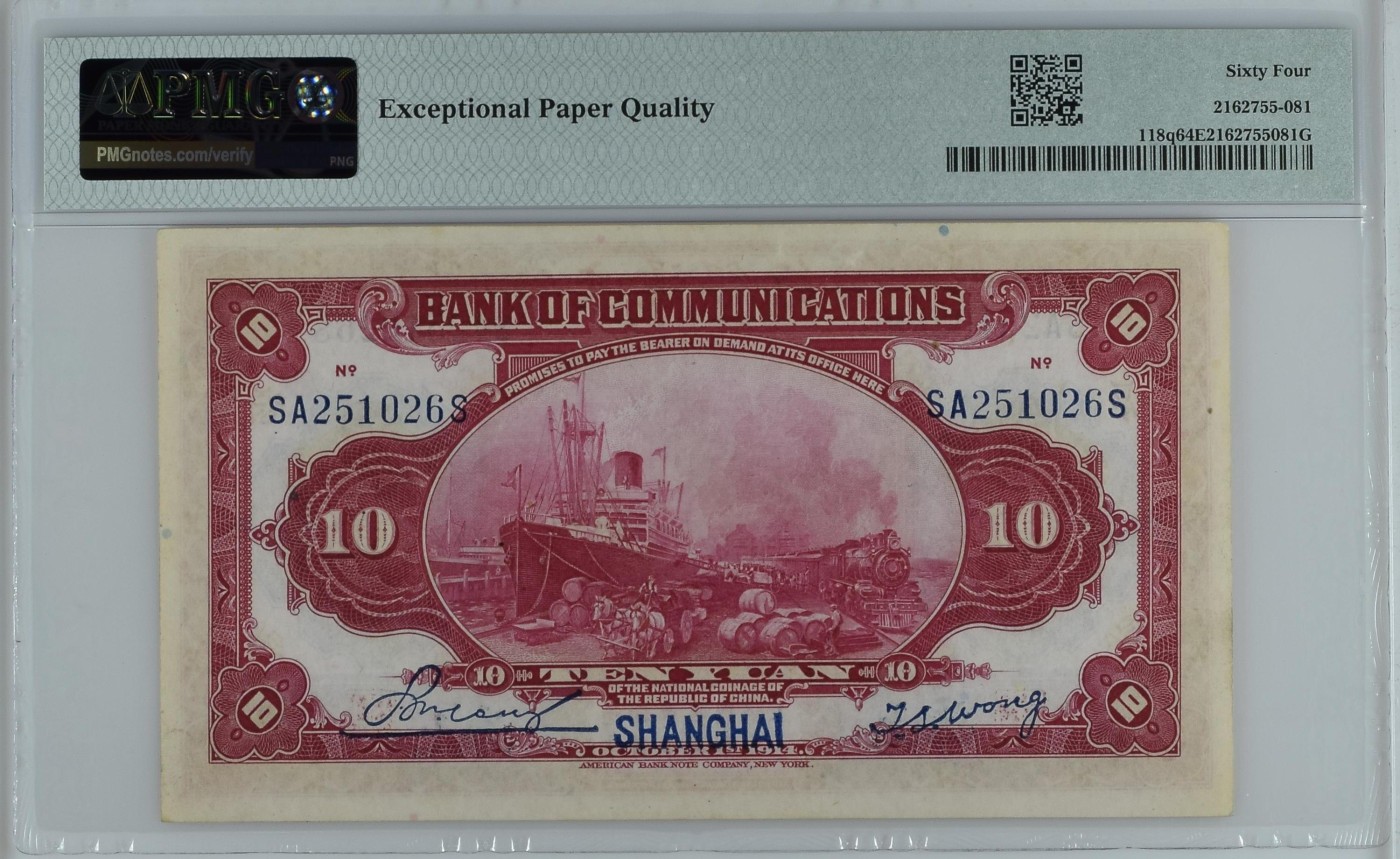 PMG
PMGnotes.com/verify
PNG
Exceptional Paper Quality
Sixty Four
2162755-081
118q64E2162755081G
BANK OF COMMUNICATIONS
10
10
PROMISES TO PAY THE BEARER ON DEMAND AT ITS OFFICE HERE
Nº
Nº
SA251026S
SA251026S
10
10
10 TEN YUAN 10
OF THE NATIONAL COINAGE OF
THE REPUBLIC OF CHINA.
10
10
T.S. Wong
SHANGHAI
AMERICAN BANK NOTE COMPANY, NEW YORK.